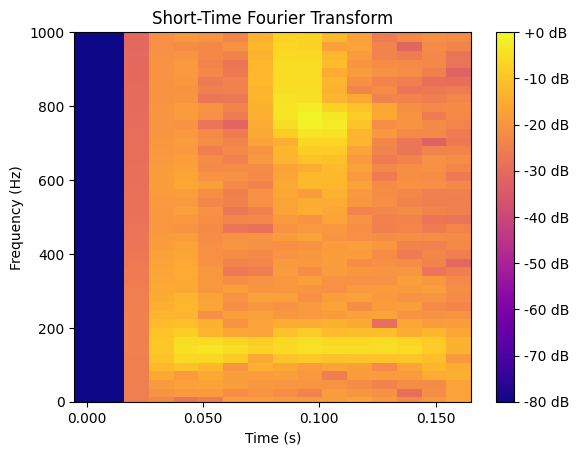 Short-Time Fourier Transform
Frequency (Hz)
1000
800
600
400
200
0
0.000
0.050
0.100
0.150
Time (s)
+0 dB
-10 dB
-20 dB
-30 dB
-40 dB
-50 dB
-60 dB
-70 dB
-80 dB